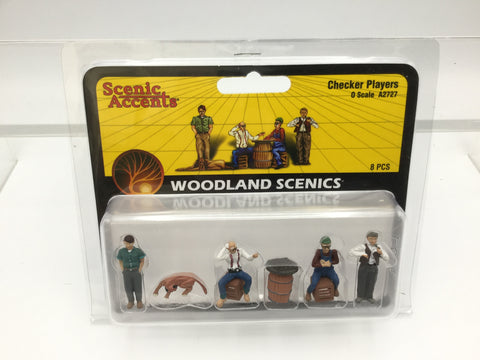 Scenic
Accents®
Checker Players
O Scale A2727
8 PCS
WOODLAND SCENICS®